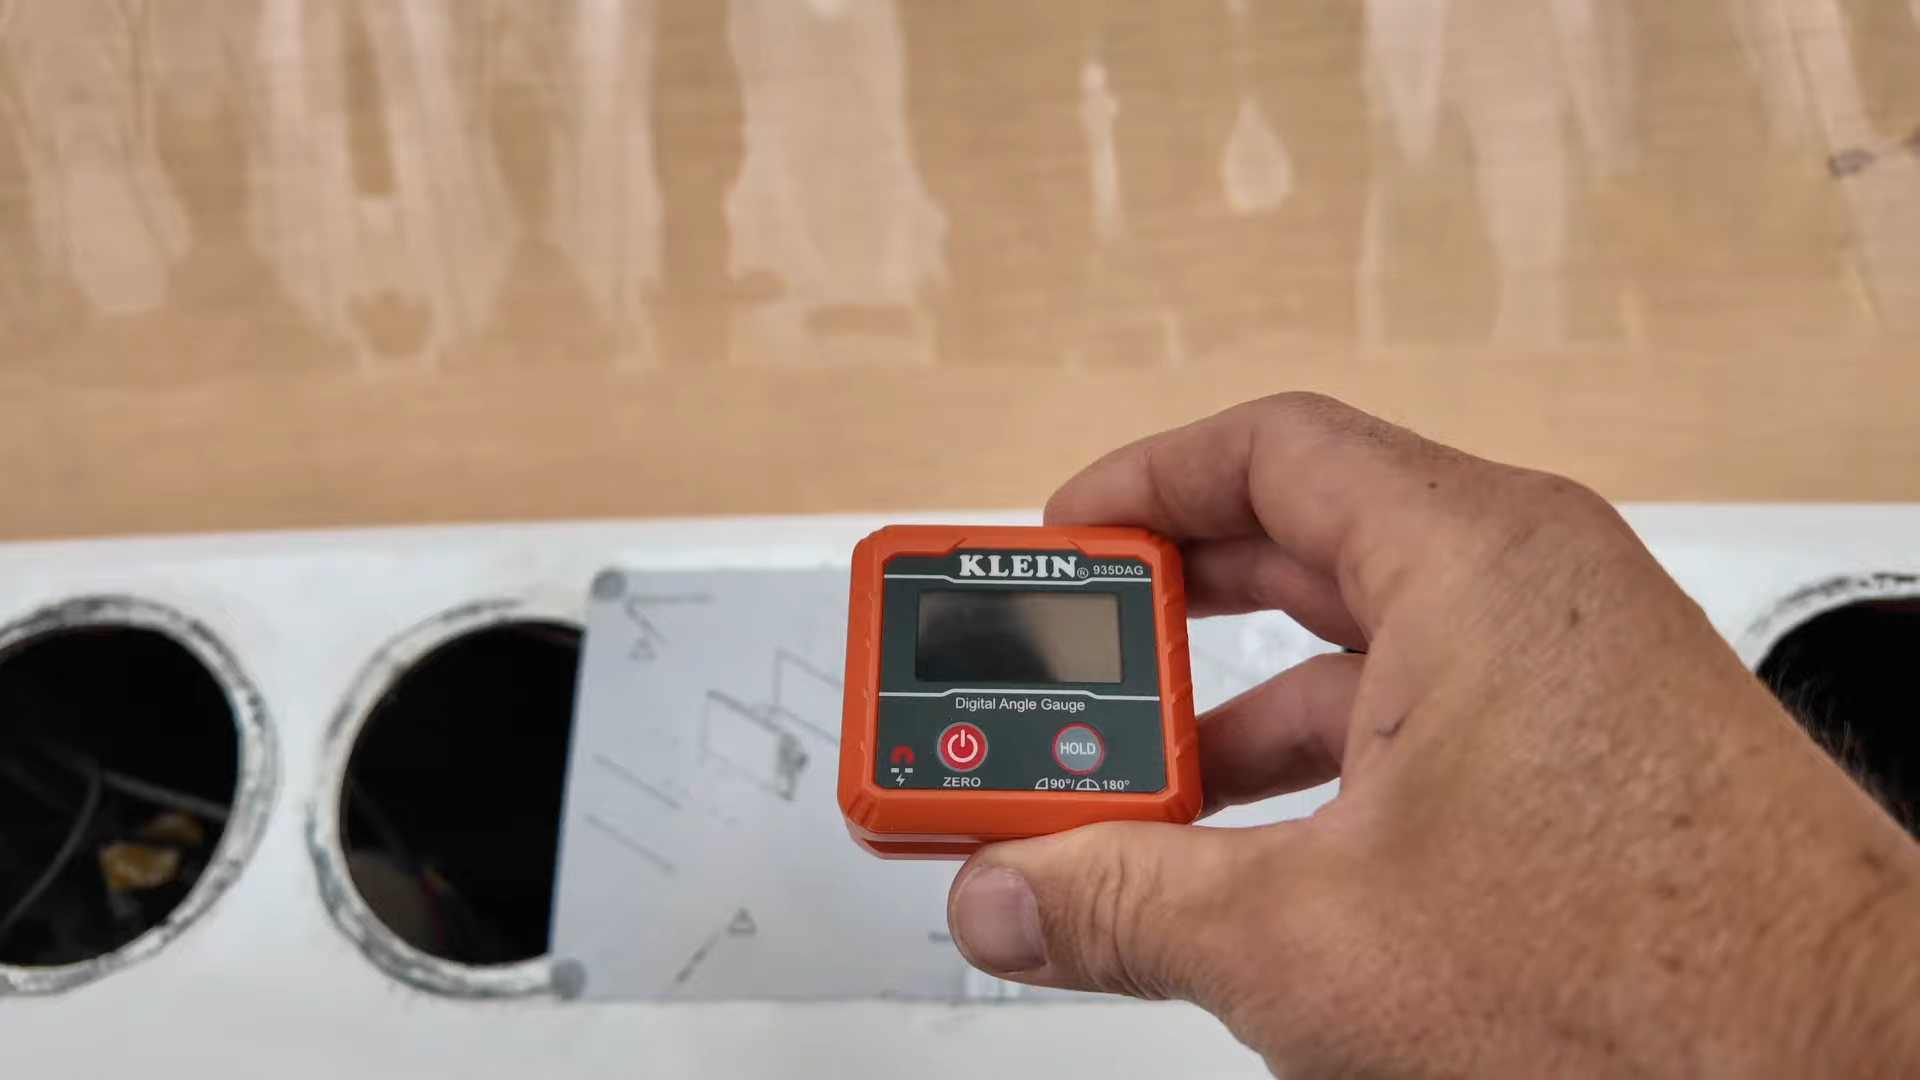 KLEIN® 935DAG
Digital Angle Gauge
HOLD
ZERO
90°/ 180°